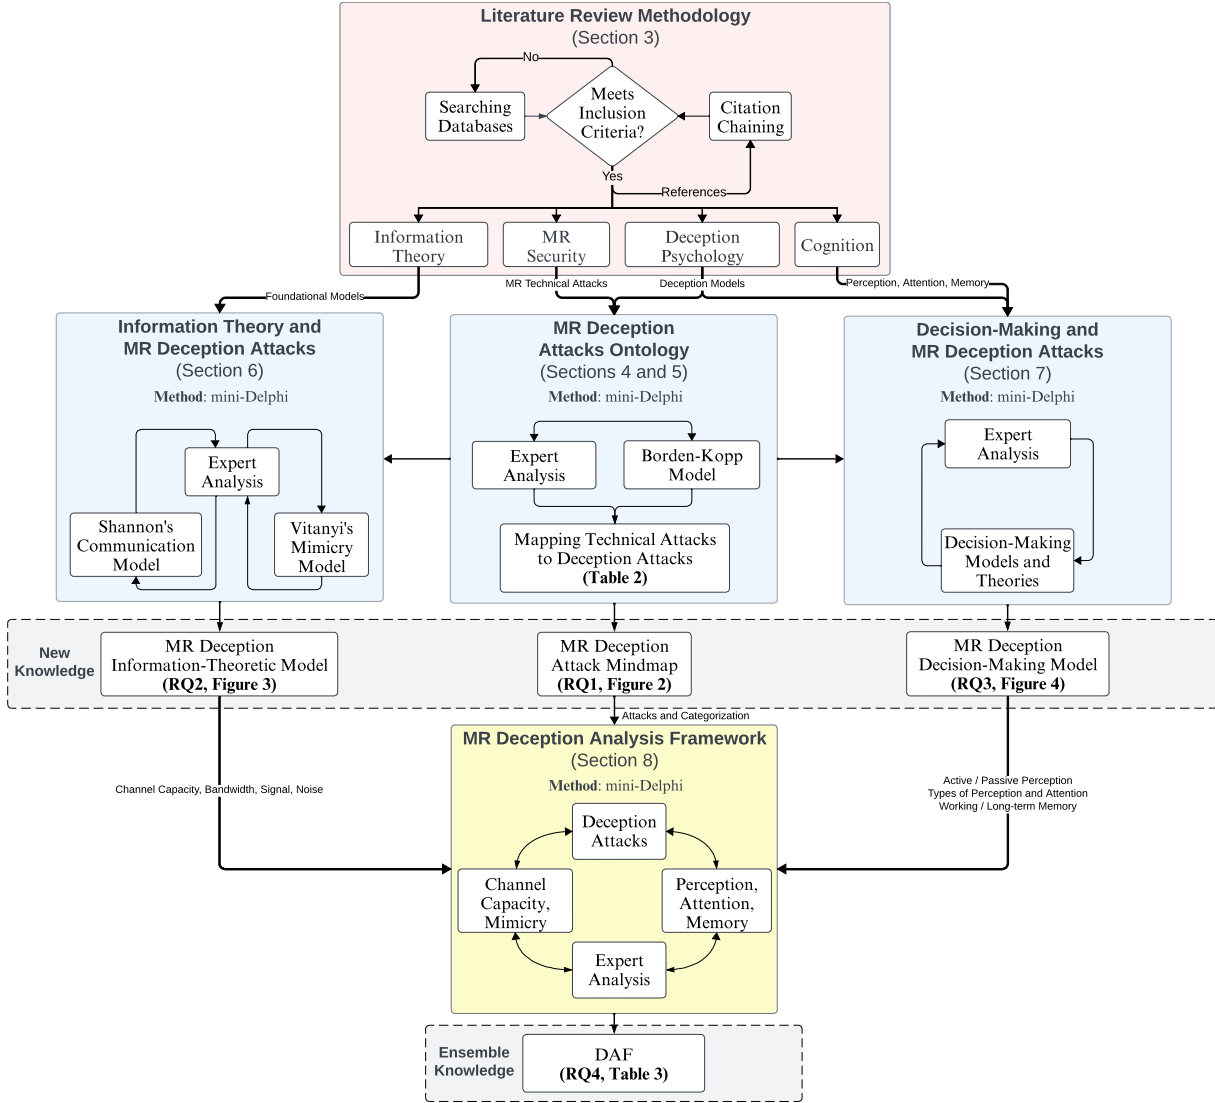 Literature Review Methodology
(Section 3)
No
Searching
Databases
Meets
Inclusion
Criteria?
Citation
Chaining
Yes
References
Information
Theory
MR
Security
Deception
Psychology
Cognition
Foundational Models
MR Technical Attacks
Deception Models
Perception, Attention, Memory
Information Theory and
MR Deception Attacks
(Section 6)
Method: mini-Delphi
Expert
Analysis
Shannon's
Communication
Model
Vitanyi's
Mimicry
Model
MR Deception
Attacks Ontology
(Sections 4 and 5)
Method: mini-Delphi
Expert
Analysis
Borden-Kopp
Model
Mapping Technical Attacks
to Deception Attacks
(Table 2)
Decision-Making and
MR Deception Attacks
(Section 7)
Method: mini-Delphi
Expert
Analysis
Decision-Making
Models and
Theories
New
Knowledge
MR Deception
Information-Theoretic Model
(RQ2, Figure 3)
MR Deception
Attack Mindmap
(RQ1, Figure 2)
MR Deception
Decision-Making Model
(RQ3, Figure 4)
Attacks and Categorization
Channel Capacity, Bandwidth, Signal, Noise
Active / Passive Perception
Types of Perception and Attention
Working / Long-term Memory
MR Deception Analysis Framework
(Section 8)
Method: mini-Delphi
Deception
Attacks
Channel
Capacity,
Mimicry
Perception,
Attention,
Memory
Expert
Analysis
Ensemble
Knowledge
DAF
(RQ4, Table 3)